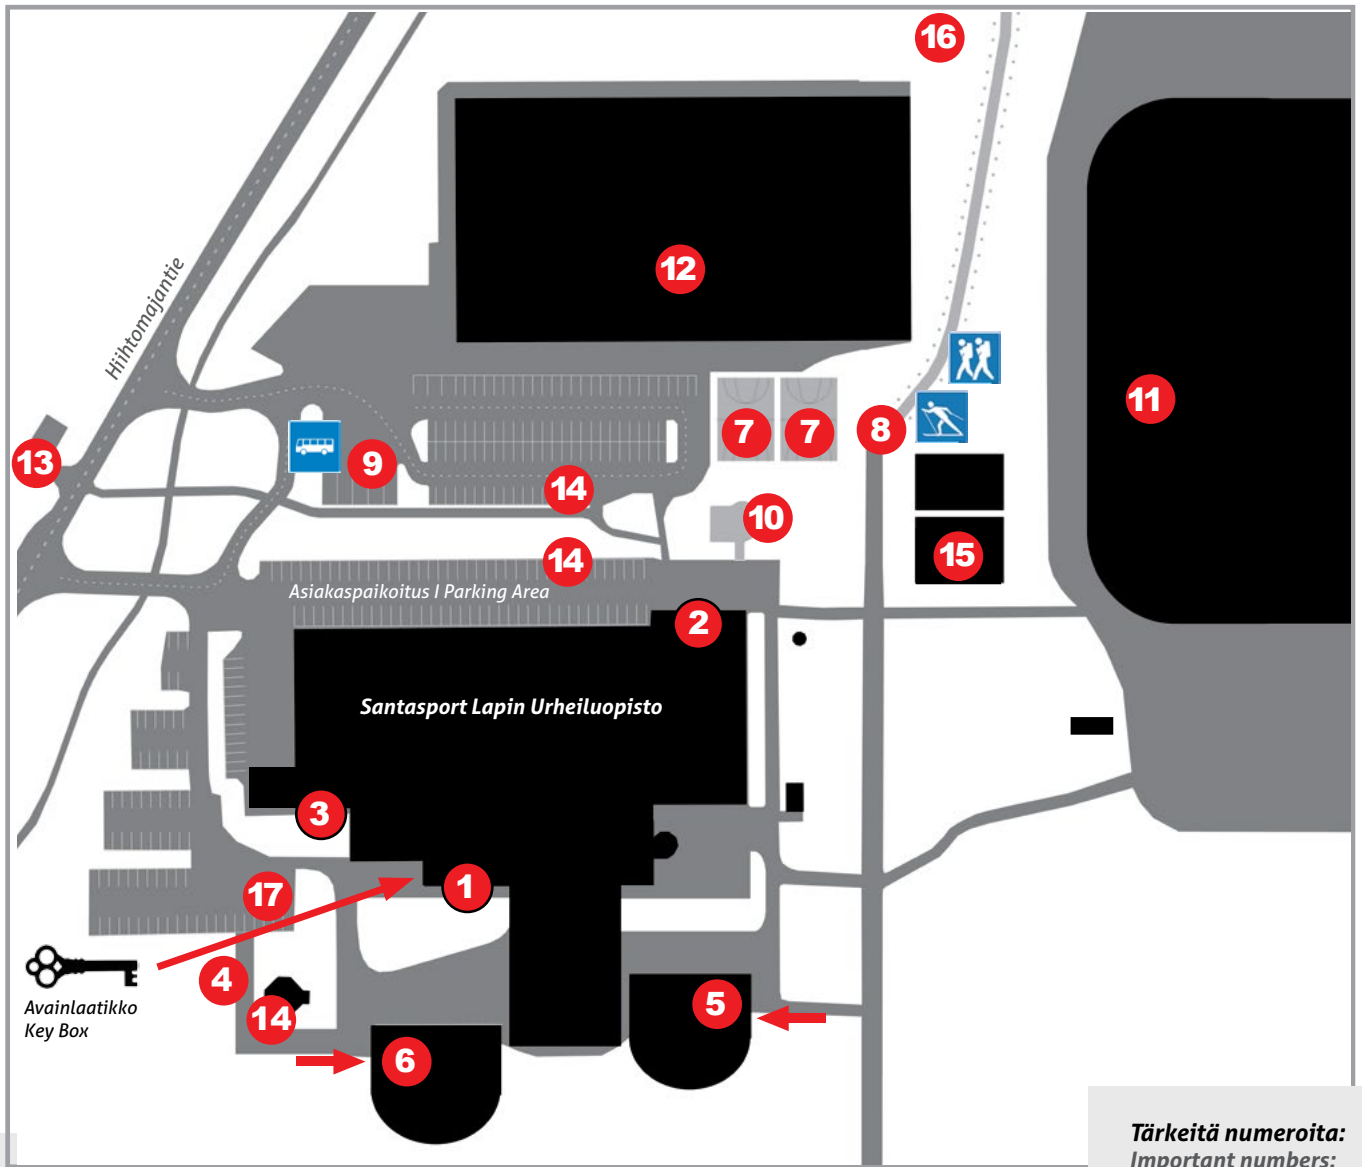 16
12
Hiihtomajantie
11
7
7
8
13
9
14
10
14
15
Asiakaspaikoitus I Parking Area
2
Santasport Lapin Urheiluopisto
3
1
17
4
5
Avainlaatikko
Key Box
14
6
Tärkeitä numeroita:
Important numbers: